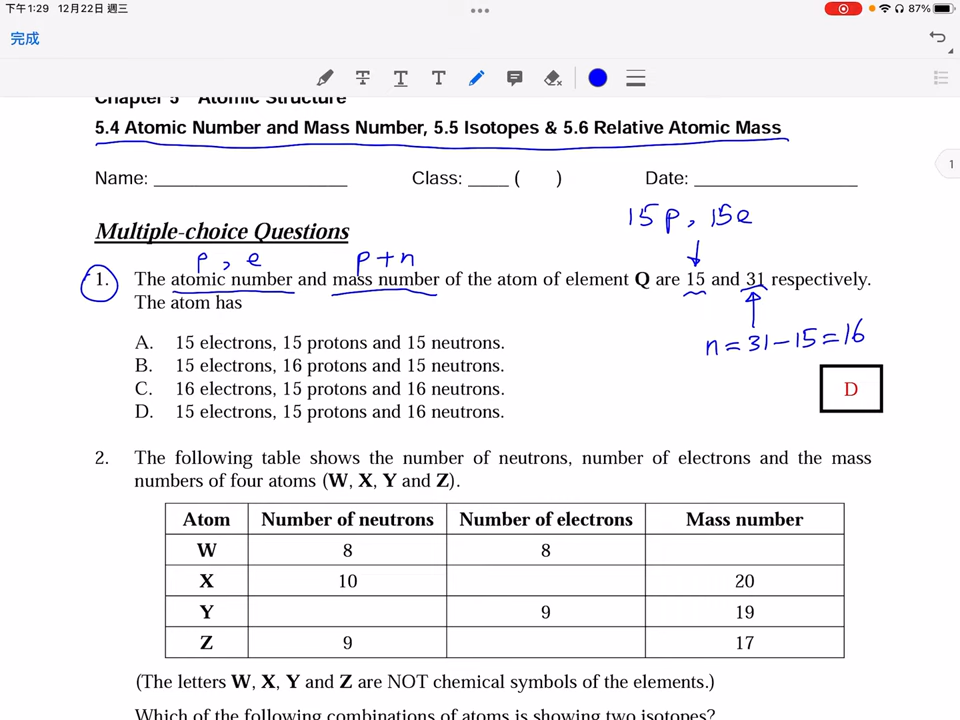 下午1:29 12月22日 週三
87%
完成
T T T
1
Chapter 5 Atomic Structure
5.4 Atomic Number and Mass Number, 5.5 Isotopes & 5.6 Relative Atomic Mass
Name: ____________________ Class: ____ ( ) Date: ________________
15p, 15e
Multiple-choice Questions
p, e p+n
1. The atomic number and mass number of the atom of element Q are 15 and 31 respectively.
The atom has
n = 31 - 15 = 16
A. 15 electrons, 15 protons and 15 neutrons.
B. 15 electrons, 16 protons and 15 neutrons.
C. 16 electrons, 15 protons and 16 neutrons.
D. 15 electrons, 15 protons and 16 neutrons.
D
2. The following table shows the number of neutrons, number of electrons and the mass
numbers of four atoms (W, X, Y and Z).
Atom Number of neutrons Number of electrons Mass number
W 8 8
X 10 20
Y 9 19
Z 9 17
(The letters W, X, Y and Z are NOT chemical symbols of the elements.)
Which of the following combinations of atoms is showing two isotopes?